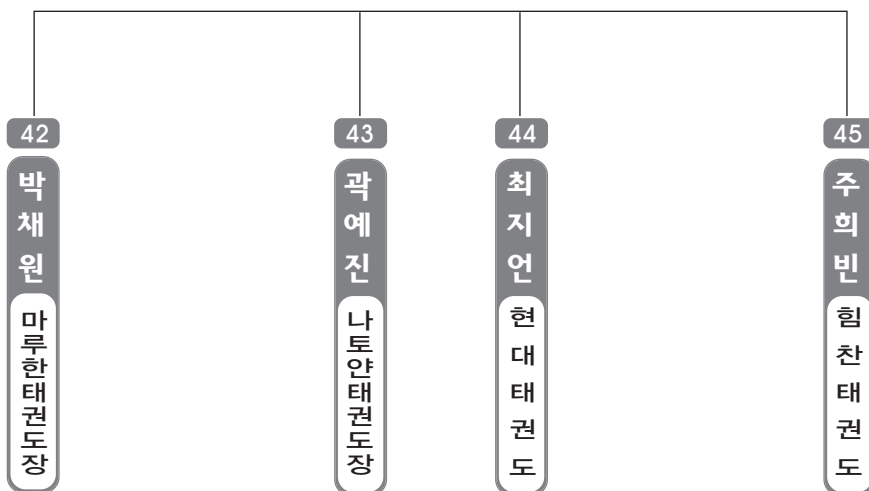 42
박채원
마루한태권도장
43
곽예진
나토얀태권도장
44
최지언
현대태권도
45
주희빈
힘찬태권도